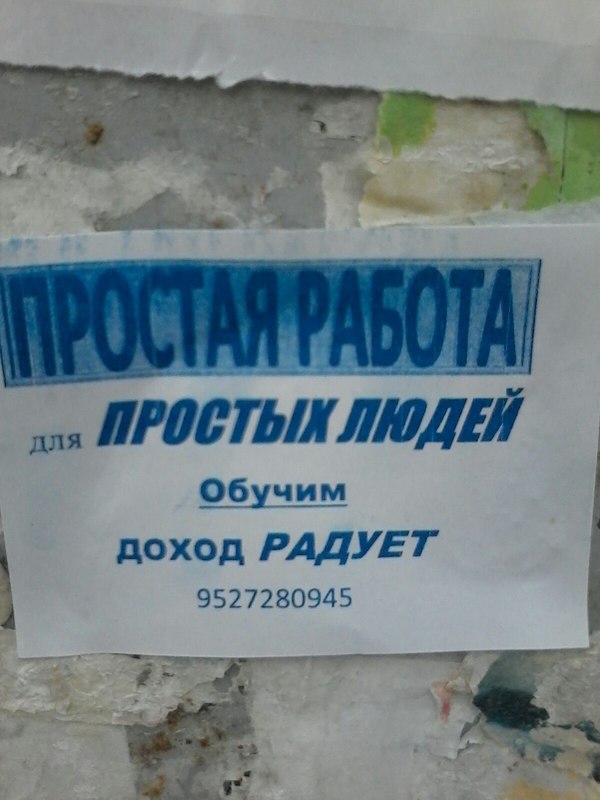 ПРОСТАЯ РАБОТА
для ПРОСТЫХ ЛЮДЕЙ
Обучим
доход РАДУЕТ
9527280945